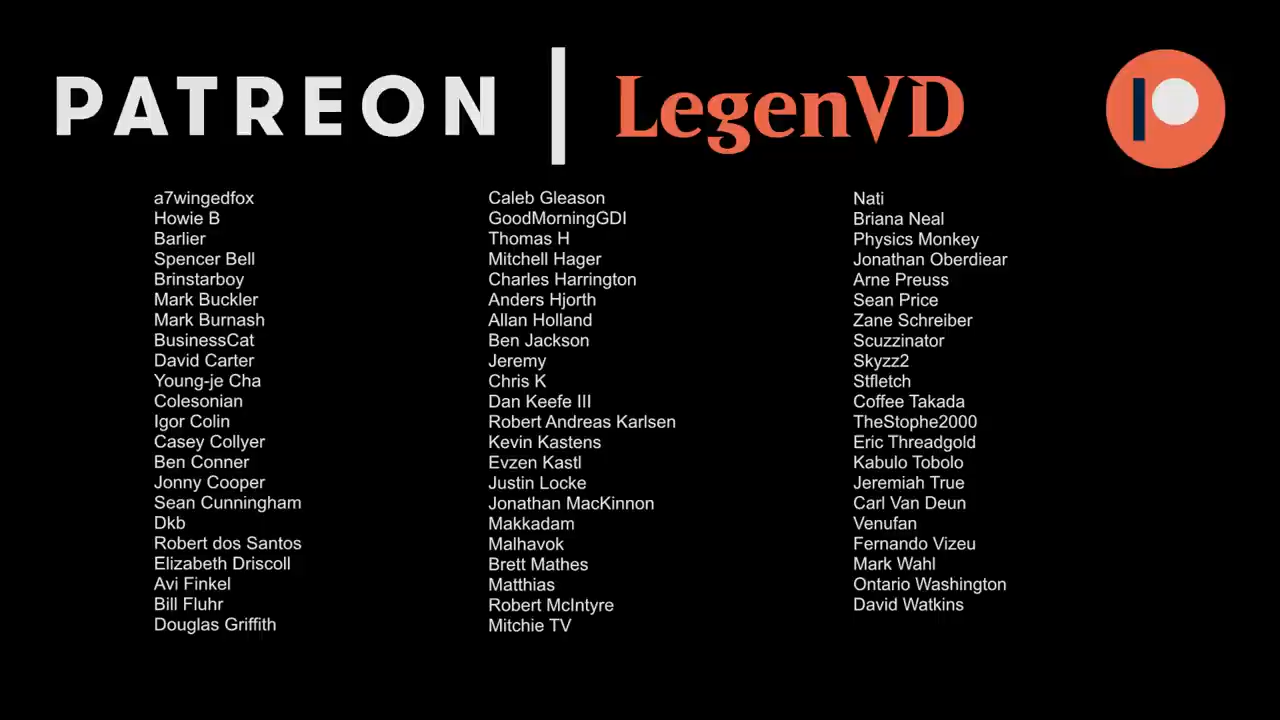 PATREON | LegenVD
a7wingedfox
Howie B
Barlier
Spencer Bell
Brinstarboy
Mark Buckler
Mark Burnash
BusinessCat
David Carter
Young-je Cha
Colesonian
Igor Colin
Casey Collyer
Ben Conner
Jonny Cooper
Sean Cunningham
Dkb
Robert dos Santos
Elizabeth Driscoll
Avi Finkel
Bill Fluhr
Douglas Griffith
Caleb Gleason
GoodMorningGDI
Thomas H
Mitchell Hager
Charles Harrington
Anders Hjorth
Allan Holland
Ben Jackson
Jeremy
Chris K
Dan Keefe III
Robert Andreas Karlsen
Kevin Kastens
Evzen Kastl
Justin Locke
Jonathan MacKinnon
Makkadam
Malhavok
Brett Mathes
Matthias
Robert McIntyre
Mitchie TV
Nati
Briana Neal
Physics Monkey
Jonathan Oberdiear
Arne Preuss
Sean Price
Zane Schreiber
Scuzzinator
Skyzz2
Stfletch
Coffee Takada
TheStophe2000
Eric Threadgold
Kabulo Tobolo
Jeremiah True
Carl Van Deun
Venufan
Fernando Vizeu
Mark Wahl
Ontario Washington
David Watkins